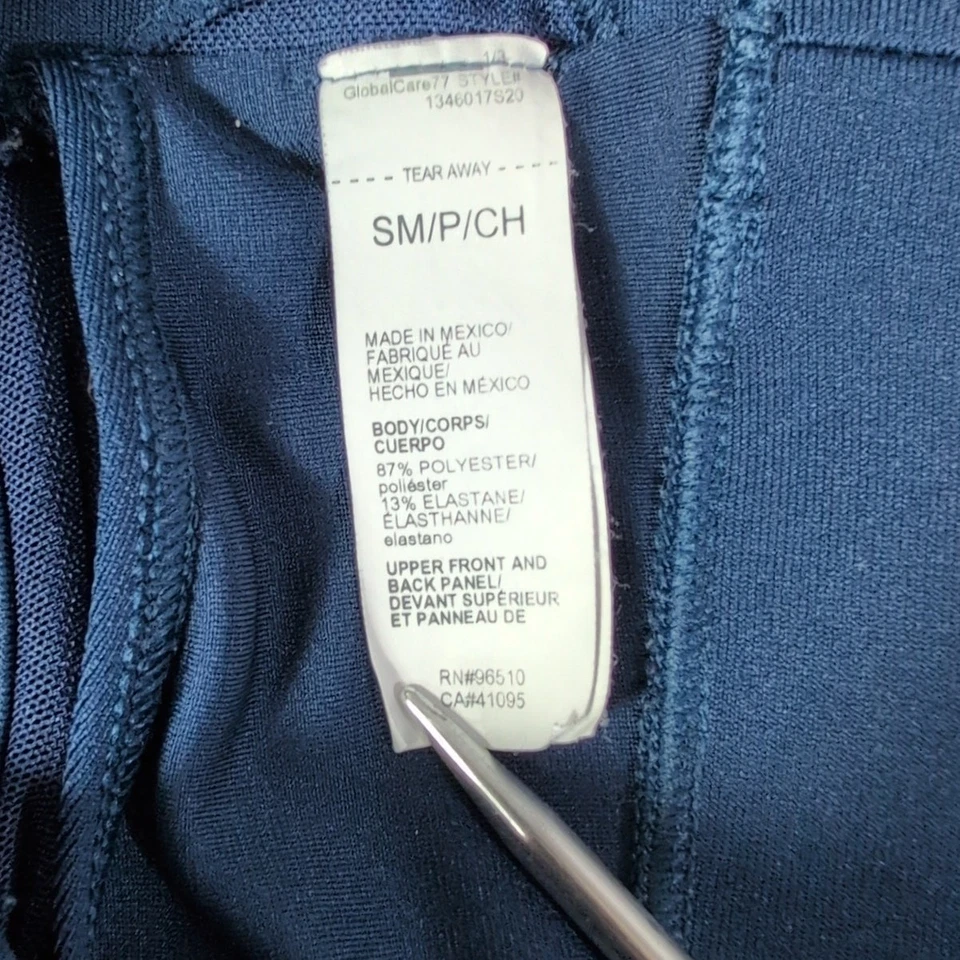 1/3
GlobalCare77 STYLE#
1346017S20
- - - - TEAR AWAY - - - -
SM/P/CH
MADE IN MEXICO/
FABRIQUÉ AU
MEXIQUE/
HECHO EN MÉXICO
BODY/CORPS/
CUERPO
87% POLYESTER/
poliéster
13% ELASTANE/
ÉLASTHANNE/
elastano
UPPER FRONT AND
BACK PANEL/
DEVANT SUPÉRIEUR
ET PANNEAU DE
RN#96510
CA#41095